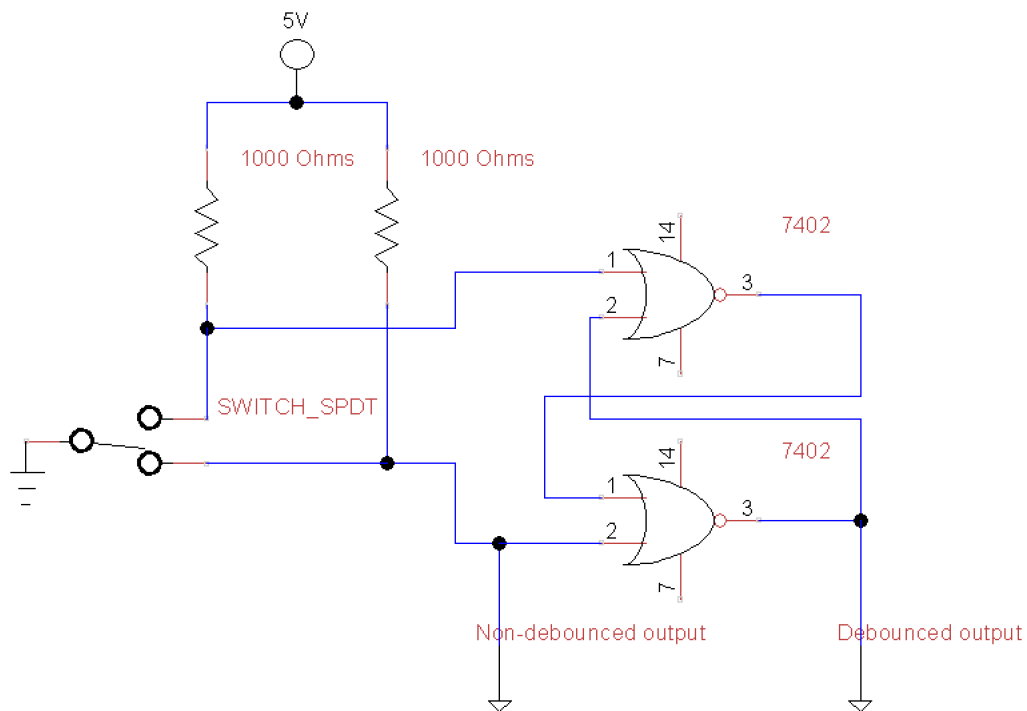 5V
1000 Ohms 1000 Ohms
14 7402
1
3
2
7
SWITCH_SPDT
14 7402
1
3
2
7
Non-debounced output Debounced output